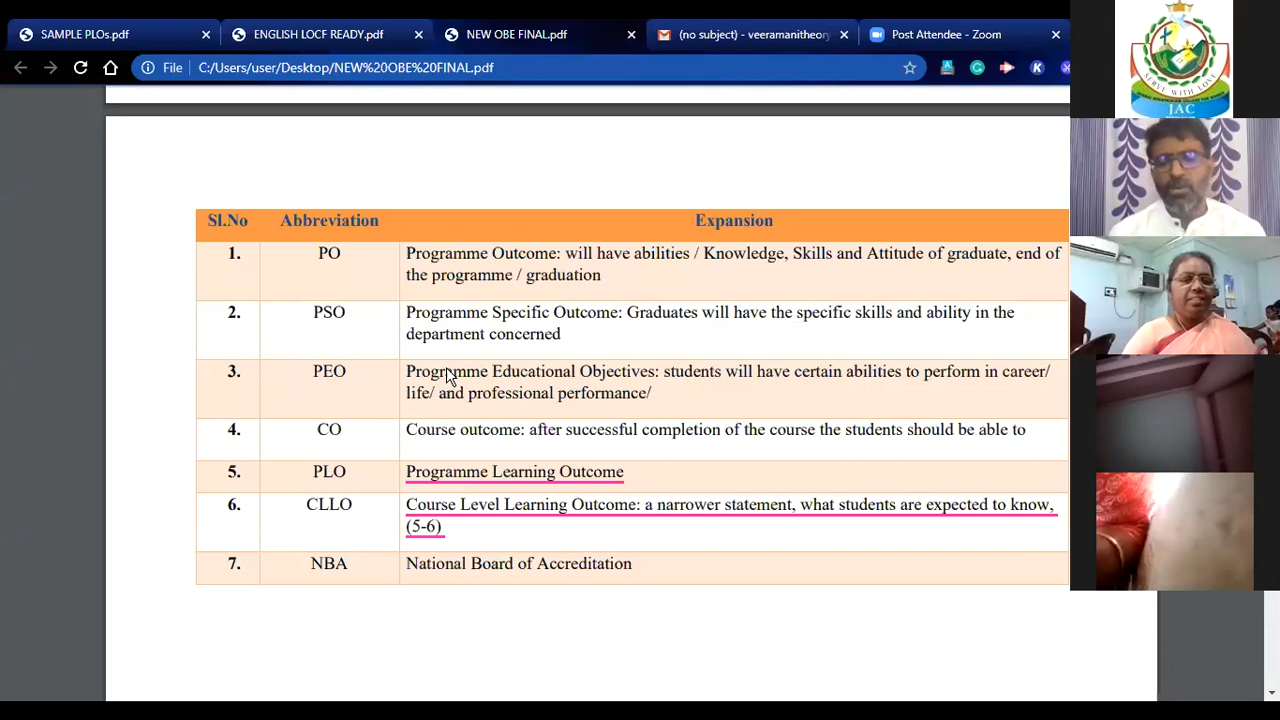 SAMPLE PLOs.pdf
ENGLISH LOCF READY.pdf
NEW OBE FINAL.pdf
(no subject) - veeramanitheory
Post Attendee - Zoom
File C:/Users/user/Desktop/NEW%20OBE%20FINAL.pdf
SERVE WITH LOVE
JAC
Sl.No Abbreviation Expansion
1. PO Programme Outcome: will have abilities / Knowledge, Skills and Attitude of graduate, end of
the programme / graduation
2. PSO Programme Specific Outcome: Graduates will have the specific skills and ability in the
department concerned
3. PEO Programme Educational Objectives: students will have certain abilities to perform in career/
life/ and professional performance/
4. CO Course outcome: after successful completion of the course the students should be able to
5. PLO Programme Learning Outcome
6. CLLO Course Level Learning Outcome: a narrower statement, what students are expected to know,
(5-6)
7. NBA National Board of Accreditation